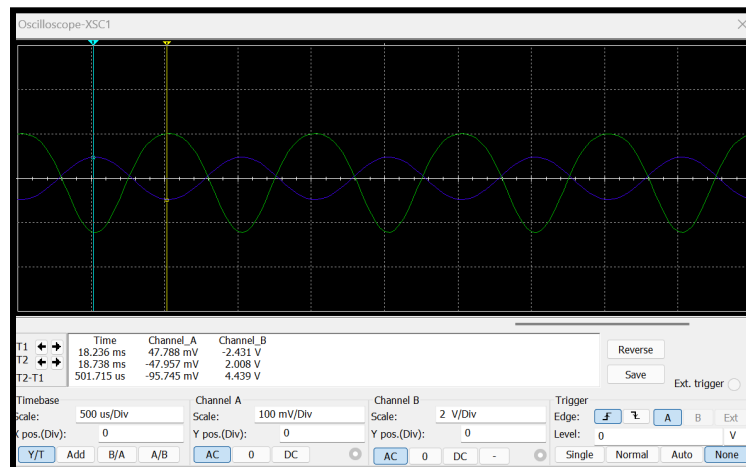 Oscilloscope-XSC1
Time Channel_A Channel_B
T1 18.236 ms 47.788 mV -2.431 V
T2 18.738 ms -47.957 mV 2.008 V
T2-T1 501.715 us -95.745 mV 4.439 V
Reverse
Save
Ext. trigger
Timebase
Scale: 500 us/Div
X pos.(Div): 0
Y/T Add B/A A/B
Channel A
Scale: 100 mV/Div
Y pos.(Div): 0
AC 0 DC
Channel B
Scale: 2 V/Div
Y pos.(Div): 0
AC 0 DC -
Trigger
Edge: A B Ext
Level: 0 V
Single Normal Auto None